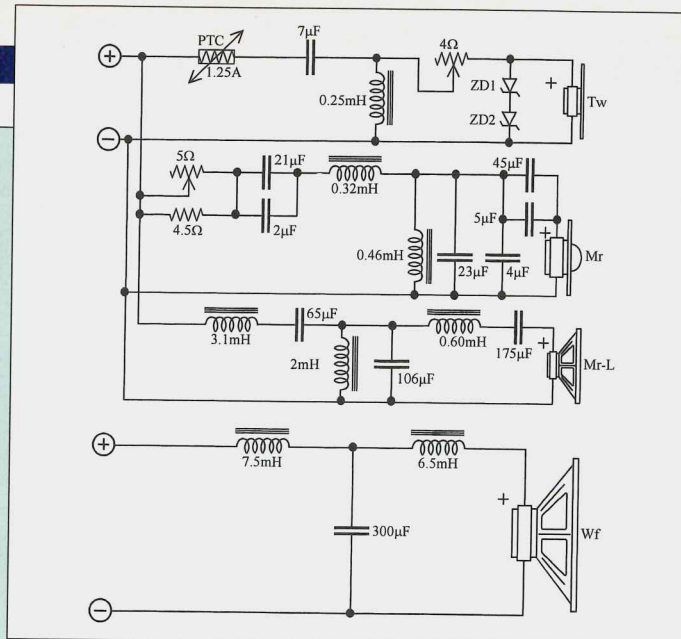 PTC
7µF
4Ω
+
1.25A
ZD1
+
Tw
0.25mH
ZD2
−
5Ω
21µF
45µF
0.32mH
5µF
4.5Ω
2µF
+
Mr
0.46mH
23µF
4µF
65µF
3.1mH
0.60mH
175µF
+
Mr-L
2mH
106µF
+
7.5mH
6.5mH
+
300µF
Wf
−